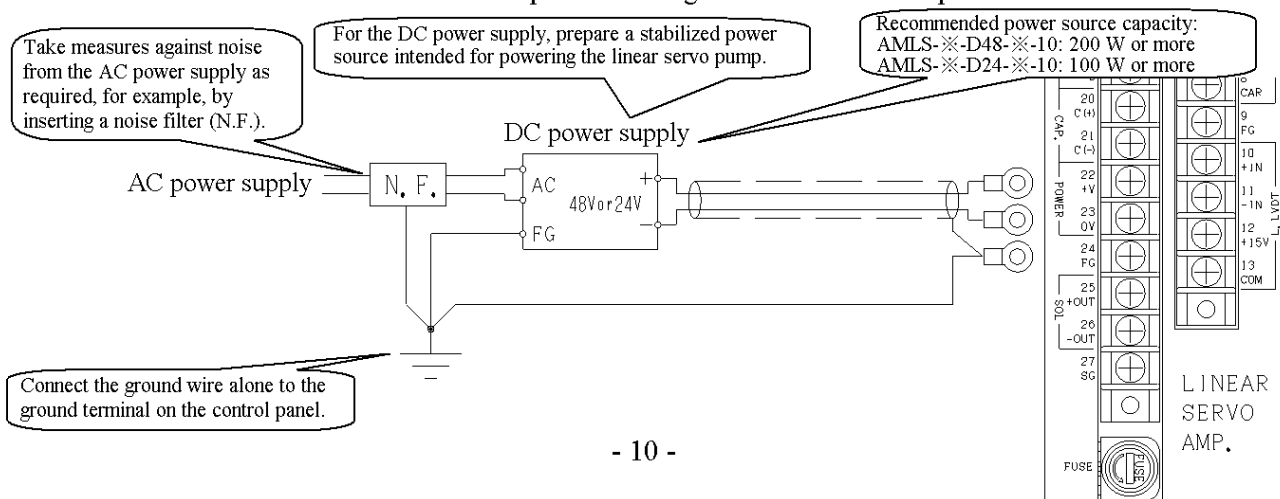 Take measures against noise
from the AC power supply as
required, for example, by
inserting a noise filter (N.F.).
For the DC power supply, prepare a stabilized power
source intended for powering the linear servo pump.
Recommended power source capacity:
AMLS-※-D48-※-10: 200 W or more
AMLS-※-D24-※-10: 100 W or more
DC power supply
AC power supply
N. F.
AC
FG
48Vor24V
+
−
Connect the ground wire alone to the
ground terminal on the control panel.
CAP.
20
C(+)
21
C(-)
POWER
22
+V
23
0V
24
FG
SOL
25
+OUT
26
-OUT
27
SG
FUSE
FUSE
CAR
9
FG
10
+IN
11
-IN
12
+15V
13
COM
L. LVDT
LINEAR
SERVO
AMP.
- 10 -